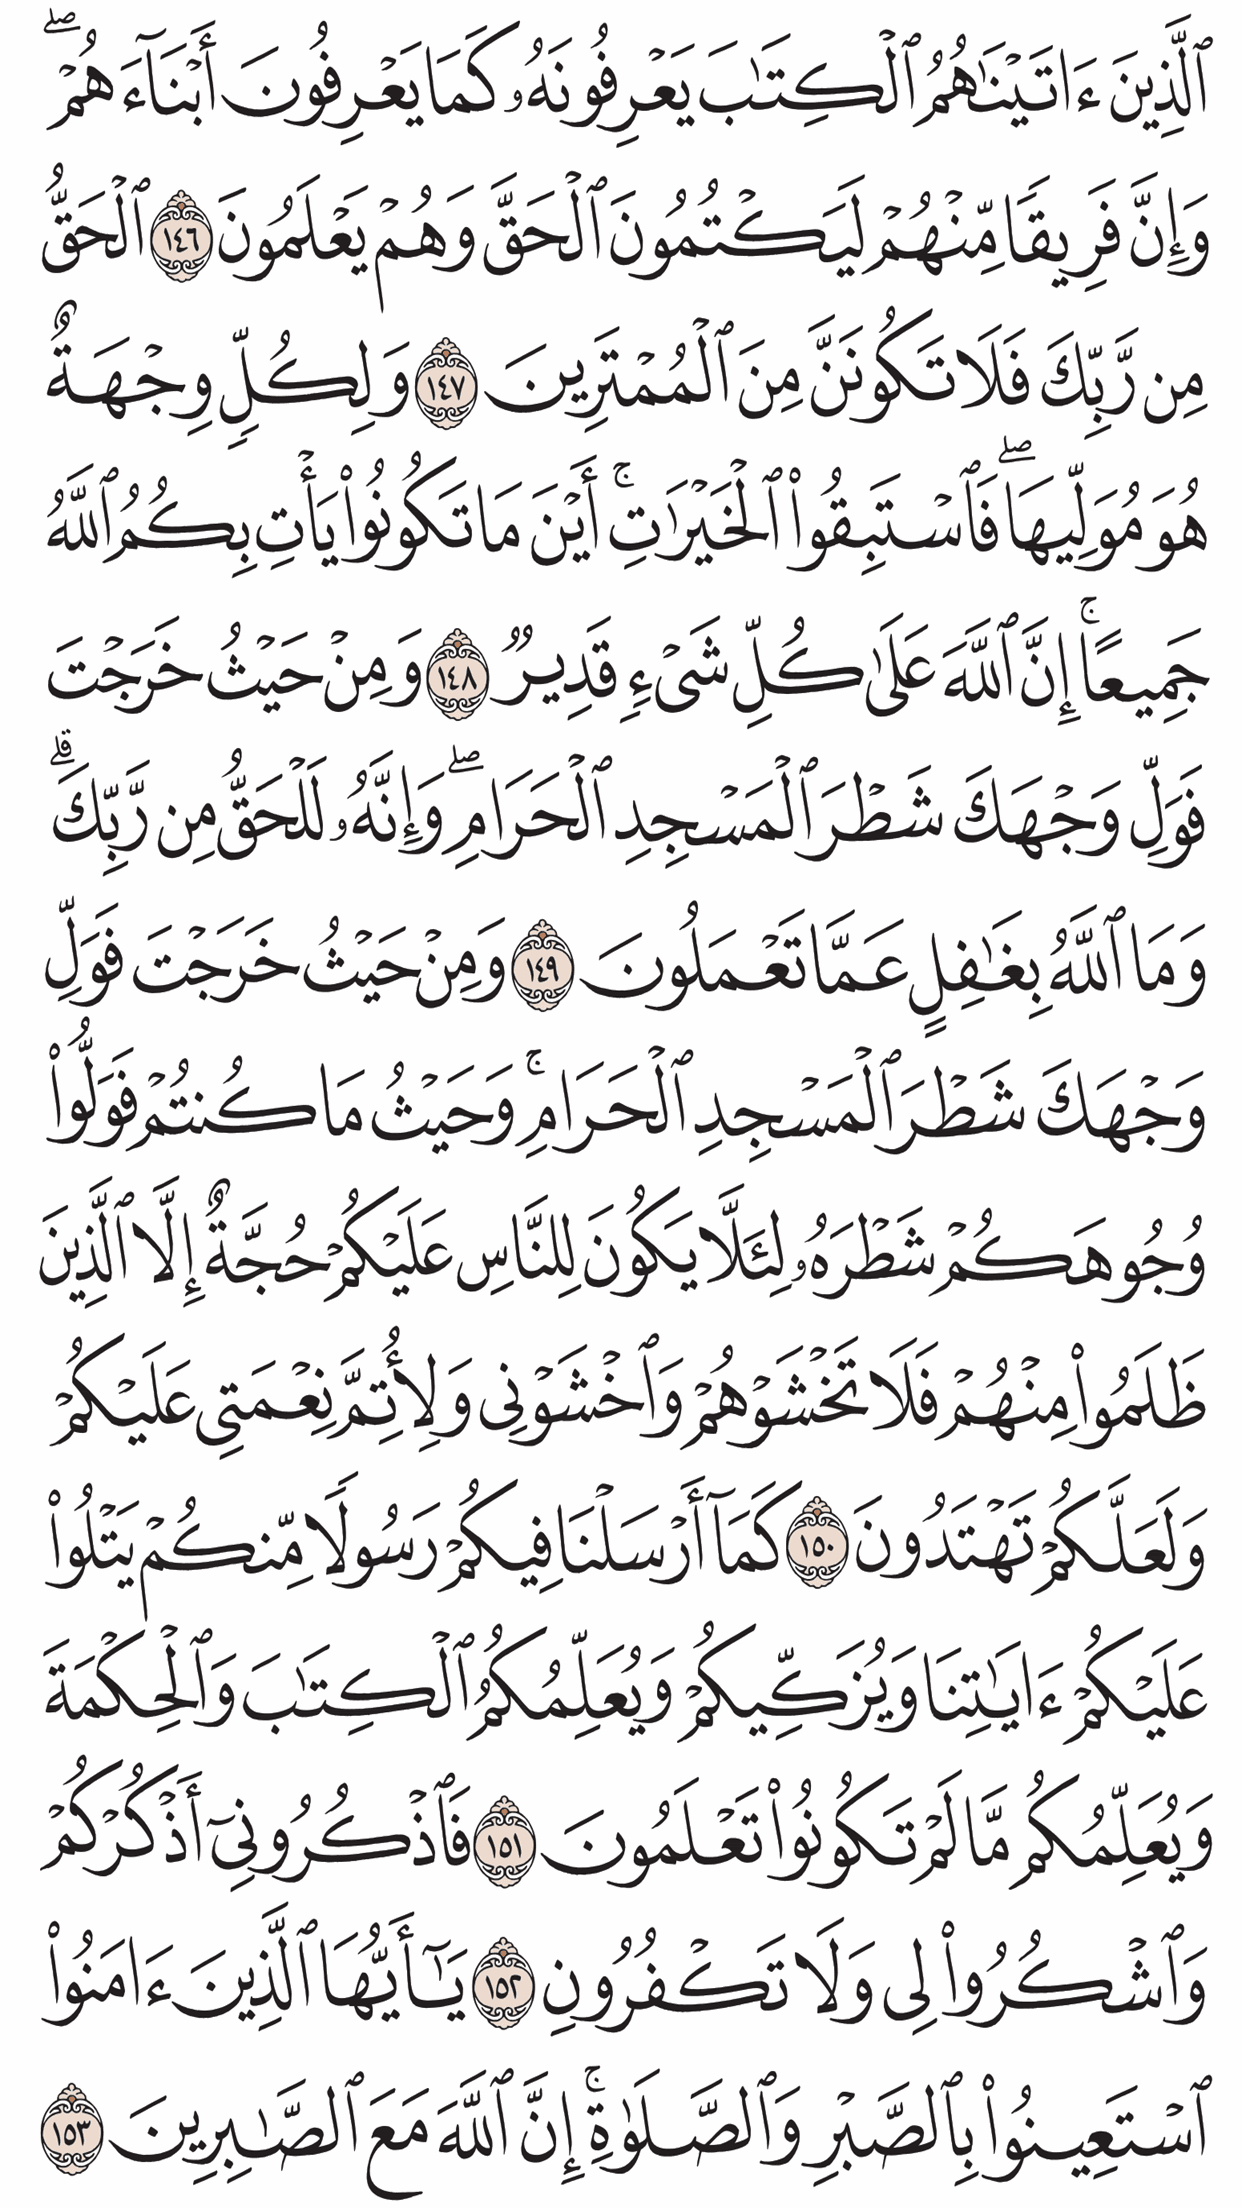 ٱلَّذِينَ ءَاتَيْنَٰهُمُ ٱلْكِتَٰبَ يَعْرِفُونَهُۥ كَمَا يَعْرِفُونَ أَبْنَآءَهُمْ ۖ
وَإِنَّ فَرِيقًا مِّنْهُمْ لَيَكْتُمُونَ ٱلْحَقَّ وَهُمْ يَعْلَمُونَ ١٤٦ ٱلْحَقُّ
مِن رَّبِّكَ فَلَا تَكُونَنَّ مِنَ ٱلْمُمْتَرِينَ ١٤٧ وَلِكُلٍّ وِجْهَةٌ
هُوَ مُوَلِّيهَا ۖ فَٱسْتَبِقُوا۟ ٱلْخَيْرَٰتِ ۚ أَيْنَ مَا تَكُونُوا۟ يَأْتِ بِكُمُ ٱللَّهُ
جَمِيعًا ۚ إِنَّ ٱللَّهَ عَلَىٰ كُلِّ شَىْءٍ قَدِيرٌ ١٤٨ وَمِنْ حَيْثُ خَرَجْتَ
فَوَلِّ وَجْهَكَ شَطْرَ ٱلْمَسْجِدِ ٱلْحَرَامِ ۖ وَإِنَّهُۥ لَلْحَقُّ مِن رَّبِّكَ ۗ
وَمَا ٱللَّهُ بِغَٰفِلٍ عَمَّا تَعْمَلُونَ ١٤٩ وَمِنْ حَيْثُ خَرَجْتَ فَوَلِّ
وَجْهَكَ شَطْرَ ٱلْمَسْجِدِ ٱلْحَرَامِ ۚ وَحَيْثُ مَا كُنتُمْ فَوَلُّوا۟
وُجُوهَكُمْ شَطْرَهُۥ لِئَلَّا يَكُونَ لِلنَّاسِ عَلَيْكُمْ حُجَّةٌ إِلَّا ٱلَّذِينَ
ظَلَمُوا۟ مِنْهُمْ فَلَا تَخْشَوْهُمْ وَٱخْشَوْنِى وَلِأُتِمَّ نِعْمَتِى عَلَيْكُمْ
وَلَعَلَّكُمْ تَهْتَدُونَ ١٥٠ كَمَآ أَرْسَلْنَا فِيكُمْ رَسُولًا مِّنكُمْ يَتْلُوا۟
عَلَيْكُمْ ءَايَٰتِنَا وَيُزَكِّيكُمْ وَيُعَلِّمُكُمُ ٱلْكِتَٰبَ وَٱلْحِكْمَةَ
وَيُعَلِّمُكُم مَّا لَمْ تَكُونُوا۟ تَعْلَمُونَ ١٥١ فَٱذْكُرُونِىٓ أَذْكُرْكُمْ
وَٱشْكُرُوا۟ لِى وَلَا تَكْفُرُونِ ١٥٢ يَٰٓأَيُّهَا ٱلَّذِينَ ءَامَنُوا۟
ٱسْتَعِينُوا۟ بِٱلصَّبْرِ وَٱلصَّلَوٰةِ ۚ إِنَّ ٱللَّهَ مَعَ ٱلصَّٰبِرِينَ ١٥٣